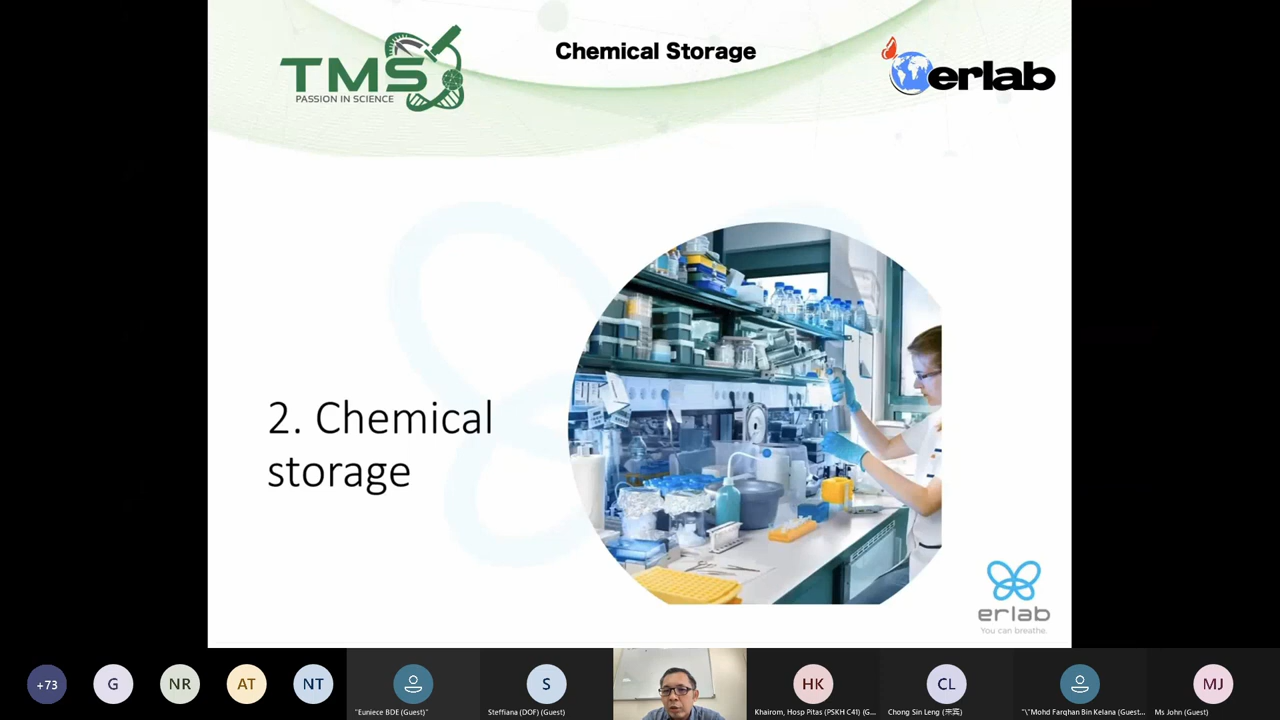 TMS
PASSION IN SCIENCE
Chemical Storage
erlab
2. Chemical
storage
erlab
You can breathe.
+73
G
NR
AT
NT
"Euniece BDE (Guest)"
S
Steffiana (DOF) (Guest)
HK
Khairom, Hosp Pitas (PSKH C41) (G...
CL
Chong Sin Leng
"\"Mohd Farqhan Bin Kelana (Guest...
MJ
Ms John (Guest)